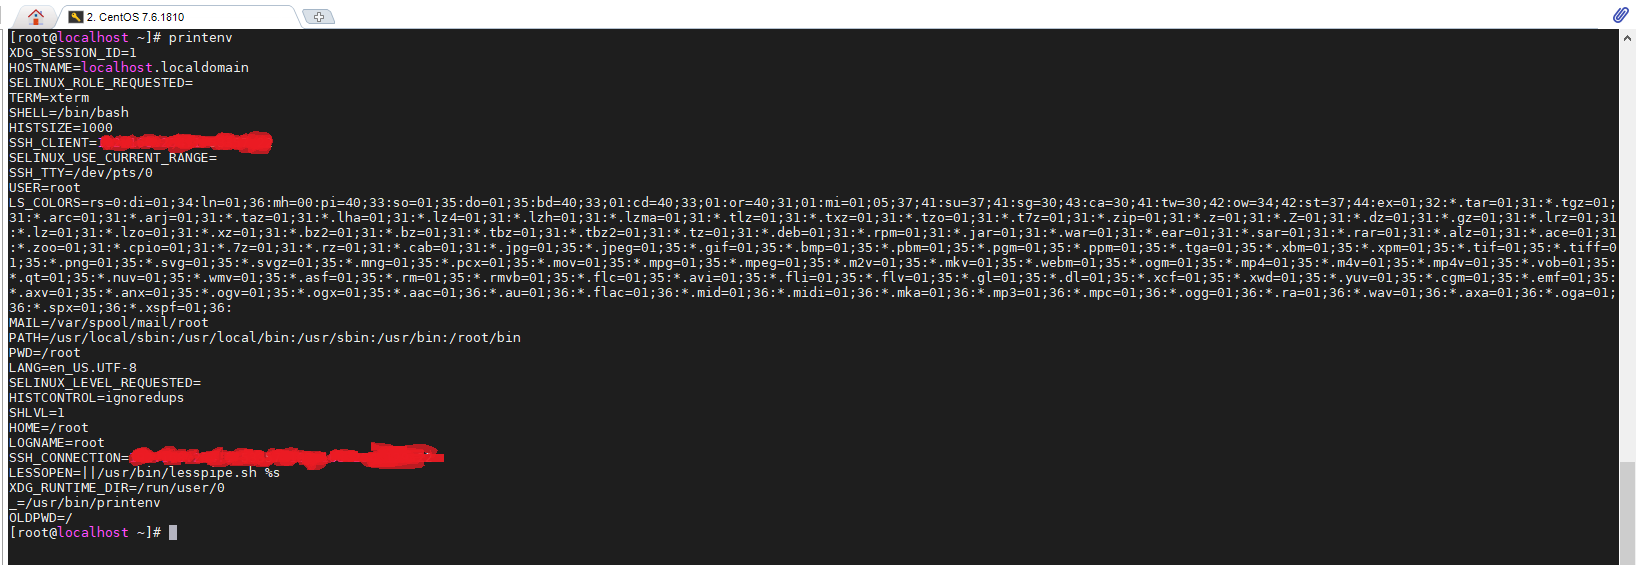 2. CentOS 7.6.1810
[root@localhost ~]# printenv
XDG_SESSION_ID=1
HOSTNAME=localhost.localdomain
SELINUX_ROLE_REQUESTED=
TERM=xterm
SHELL=/bin/bash
HISTSIZE=1000
SSH_CLIENT=
SELINUX_USE_CURRENT_RANGE=
SSH_TTY=/dev/pts/0
USER=root
LS_COLORS=rs=0:di=01;34:ln=01;36:mh=00:pi=40;33:so=01;35:do=01;35:bd=40;33;01:cd=40;33;01:or=40;31;01:mi=01;05;37;41:su=37;41:sg=30;43:ca=30;41:tw=30;42:ow=34;42:st=37;44:ex=01;32:*.tar=01;31:*.tgz=01;
31:*.arc=01;31:*.arj=01;31:*.taz=01;31:*.lha=01;31:*.lz4=01;31:*.lzh=01;31:*.lzma=01;31:*.tlz=01;31:*.txz=01;31:*.tzo=01;31:*.t7z=01;31:*.zip=01;31:*.z=01;31:*.Z=01;31:*.dz=01;31:*.gz=01;31:*.lrz=01;31
:*.lz=01;31:*.lzo=01;31:*.xz=01;31:*.bz2=01;31:*.bz=01;31:*.tbz=01;31:*.tbz2=01;31:*.tz=01;31:*.deb=01;31:*.rpm=01;31:*.jar=01;31:*.war=01;31:*.ear=01;31:*.sar=01;31:*.rar=01;31:*.alz=01;31:*.ace=01;31
:*.zoo=01;31:*.cpio=01;31:*.7z=01;31:*.rz=01;31:*.cab=01;31:*.jpg=01;35:*.jpeg=01;35:*.gif=01;35:*.bmp=01;35:*.pbm=01;35:*.pgm=01;35:*.ppm=01;35:*.tga=01;35:*.xbm=01;35:*.xpm=01;35:*.tif=01;35:*.tiff=0
1;35:*.png=01;35:*.svg=01;35:*.svgz=01;35:*.mng=01;35:*.pcx=01;35:*.mov=01;35:*.mpg=01;35:*.mpeg=01;35:*.m2v=01;35:*.mkv=01;35:*.webm=01;35:*.ogm=01;35:*.mp4=01;35:*.m4v=01;35:*.mp4v=01;35:*.vob=01;35:
*.qt=01;35:*.nuv=01;35:*.wmv=01;35:*.asf=01;35:*.rm=01;35:*.rmvb=01;35:*.flc=01;35:*.avi=01;35:*.fli=01;35:*.flv=01;35:*.gl=01;35:*.dl=01;35:*.xcf=01;35:*.xwd=01;35:*.yuv=01;35:*.cgm=01;35:*.emf=01;35:
*.axv=01;35:*.anx=01;35:*.ogv=01;35:*.ogx=01;35:*.aac=01;36:*.au=01;36:*.flac=01;36:*.mid=01;36:*.midi=01;36:*.mka=01;36:*.mp3=01;36:*.mpc=01;36:*.ogg=01;36:*.ra=01;36:*.wav=01;36:*.axa=01;36:*.oga=01;
36:*.spx=01;36:*.xspf=01;36:
MAIL=/var/spool/mail/root
PATH=/usr/local/sbin:/usr/local/bin:/usr/sbin:/usr/bin:/root/bin
PWD=/root
LANG=en_US.UTF-8
SELINUX_LEVEL_REQUESTED=
HISTCONTROL=ignoredups
SHLVL=1
HOME=/root
LOGNAME=root
SSH_CONNECTION=
LESSOPEN=||/usr/bin/lesspipe.sh %s
XDG_RUNTIME_DIR=/run/user/0
_=/usr/bin/printenv
OLDPWD=/
[root@localhost ~]#